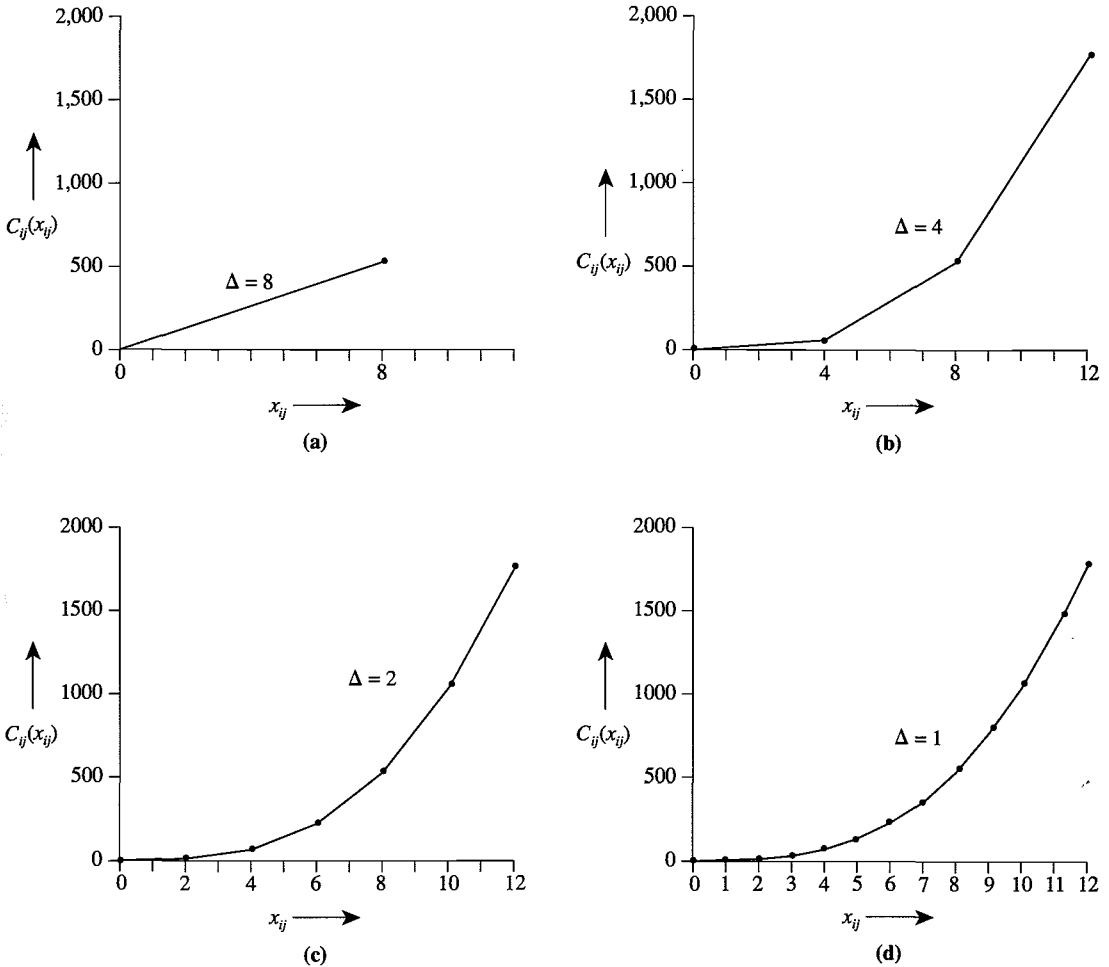 2,000
1,500
1,000
500
0
C_ij(x_ij)
Δ = 8
0 8
x_ij
(a)
2,000
1,500
1,000
500
0
C_ij(x_ij)
Δ = 4
0 4 8 12
x_ij
(b)
2000
1500
1000
500
0
C_ij(x_ij)
Δ = 2
0 2 4 6 8 10 12
x_ij
(c)
2000
1500
1000
500
0
C_ij(x_ij)
Δ = 1
0 1 2 3 4 5 6 7 8 9 10 11 12
x_ij
(d)